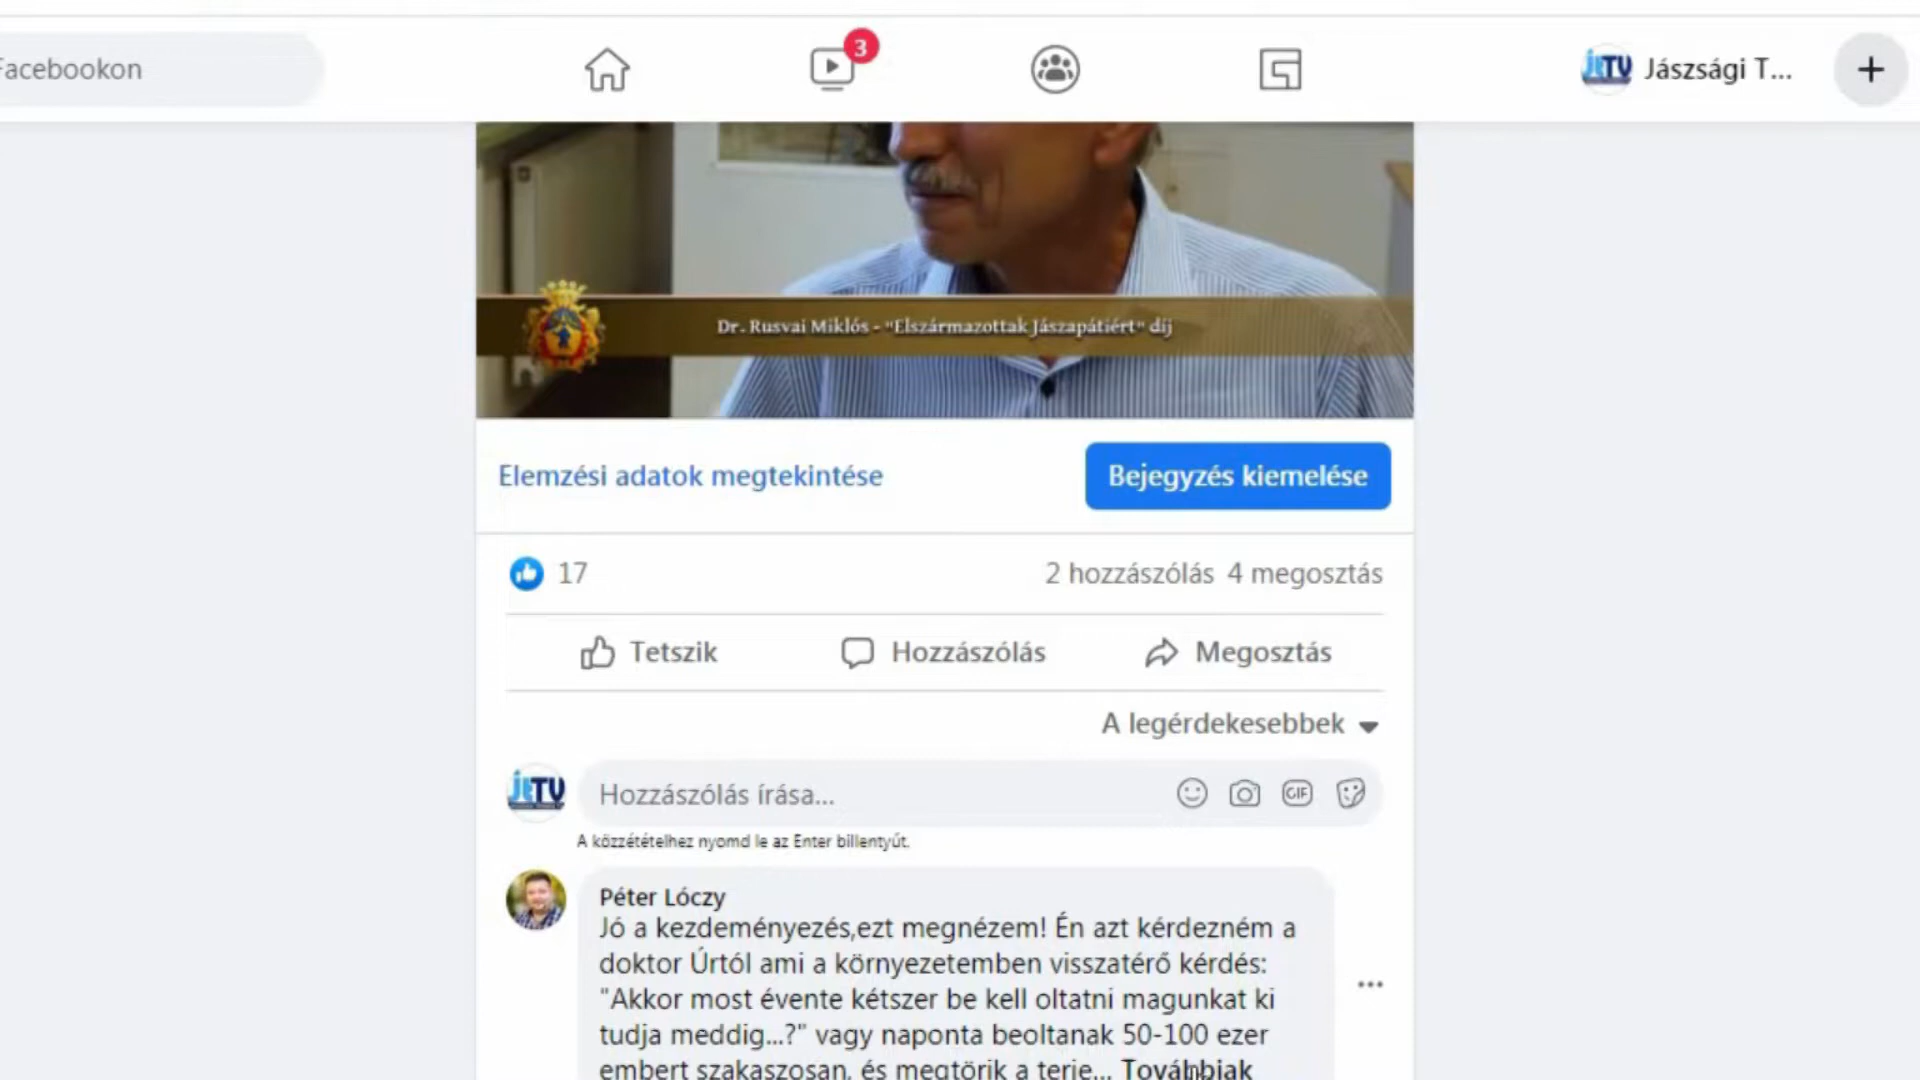 Facebookon
3
JETV Jászsági T...
+
Dr. Rusvai Miklós - "Elszármazottak Jászapátiért" díj
Elemzési adatok megtekintése
Bejegyzés kiemelése
17
2 hozzászólás 4 megosztás
Tetszik
Hozzászólás
Megosztás
A legérdekesebbek
JETV
Hozzászólás írása...
GIF
A közzétételhez nyomd le az Enter billentyűt.
Péter Lóczy
Jó a kezdeményezés,ezt megnézem! Én azt kérdezném a
doktor Úrtól ami a környezetemben visszatérő kérdés:
"Akkor most évente kétszer be kell oltatni magunkat ki
tudja meddig...?" vagy naponta beoltanak 50-100 ezer
embert szakaszosan, és megtörik a terje... Továbbiak